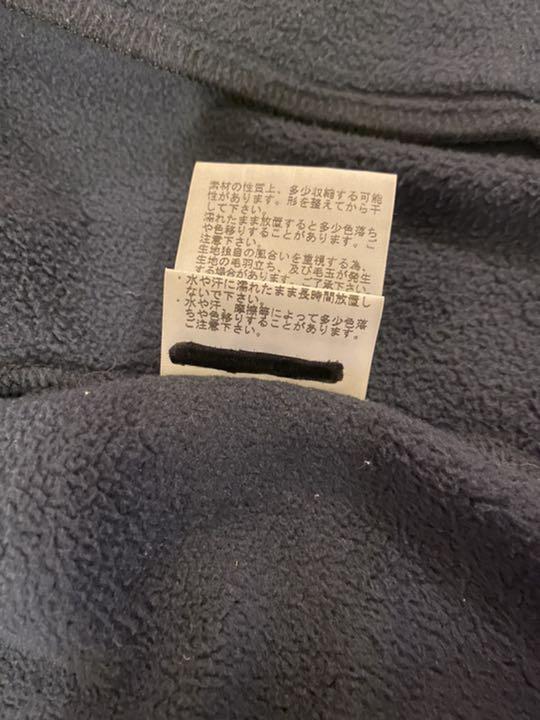 素材の性質上、多少収縮する可能
性があります。形を整えてから干
して下さい。
濡れたまま放置すると多少色落ち
や色移りすることがあります。ご
注意下さい。
生地独自の風合いを重視する為、
生地の毛羽立ち、及び毛玉が発生
する場合があります。ご了承下さい。
・水や汗に濡れたまま長時間放置し
ないで下さい。
・水や汗、摩擦等によって多少色落
ちや色移りすることがあります。
ご注意下さい。